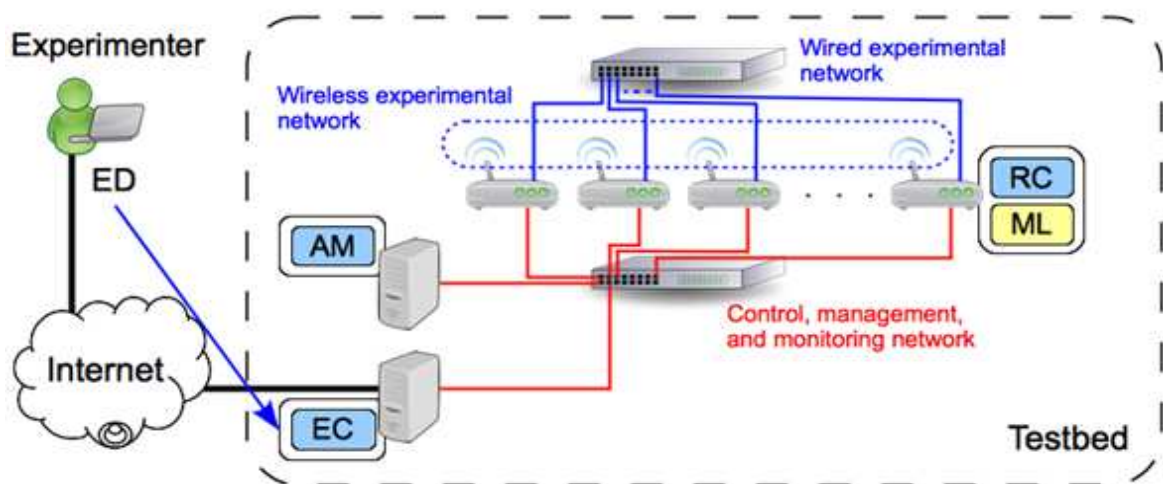 Experimenter
Wired experimental
network
Wireless experimental
network
ED
RC
ML
AM
Control, management,
and monitoring network
Internet
EC
Testbed